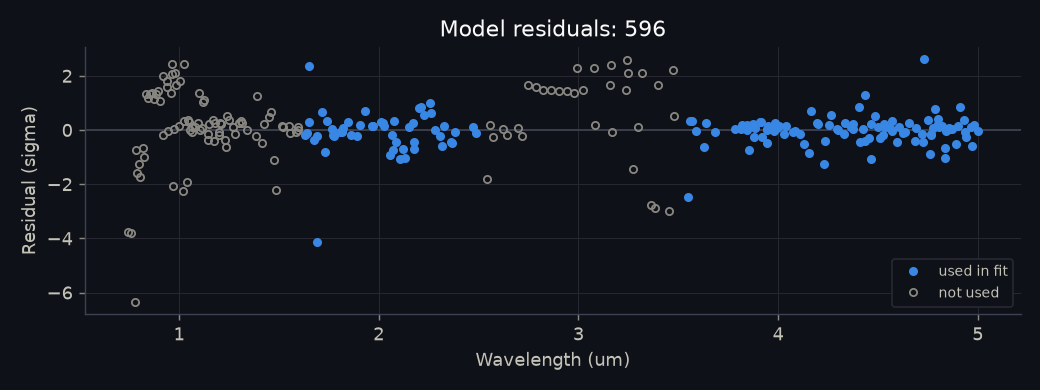 Model residuals: 596
Residual (sigma)
2
0
−2
−4
−6
1
2
3
4
5
Wavelength (um)
used in fit
not used